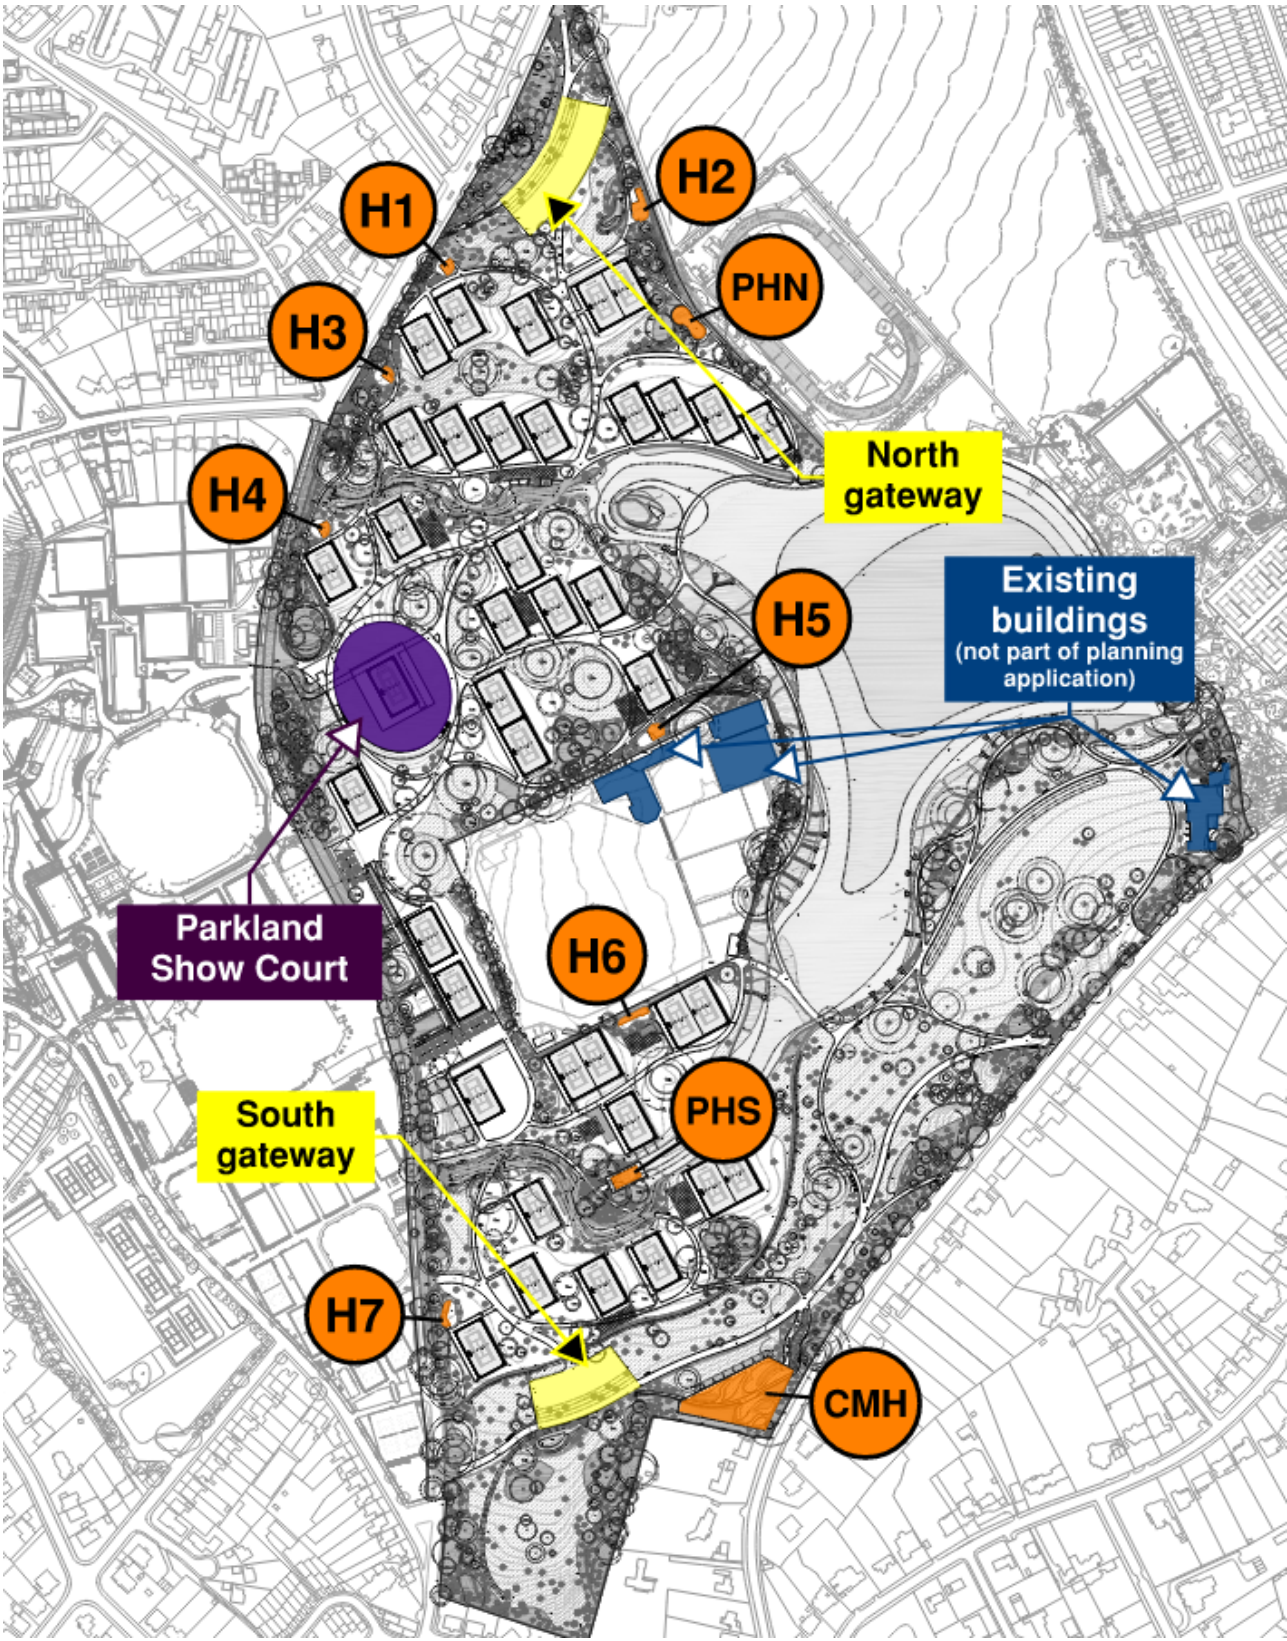 H2
H1
PHN
H3
North
gateway
H4
Existing
buildings
(not part of planning
application)
H5
Parkland
Show Court
H6
PHS
South
gateway
H7
CMH